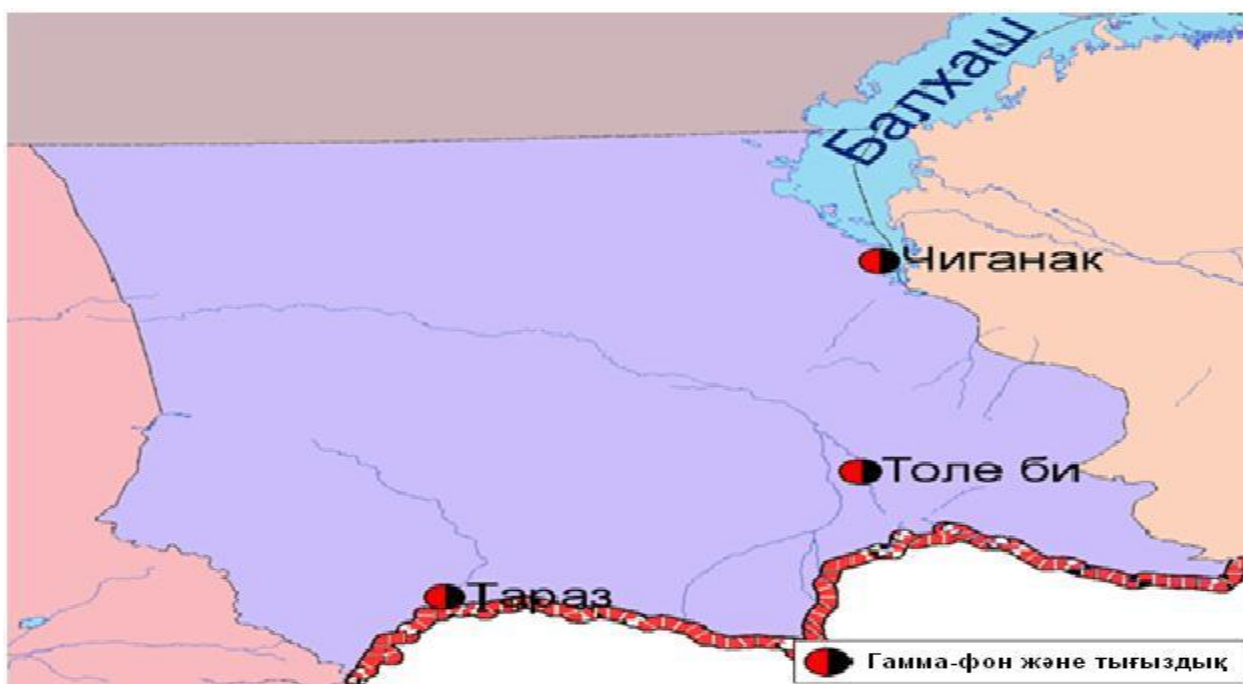 Балхаш
Чиганак
Толе би
Тараз
Гамма-фон және тығыздық